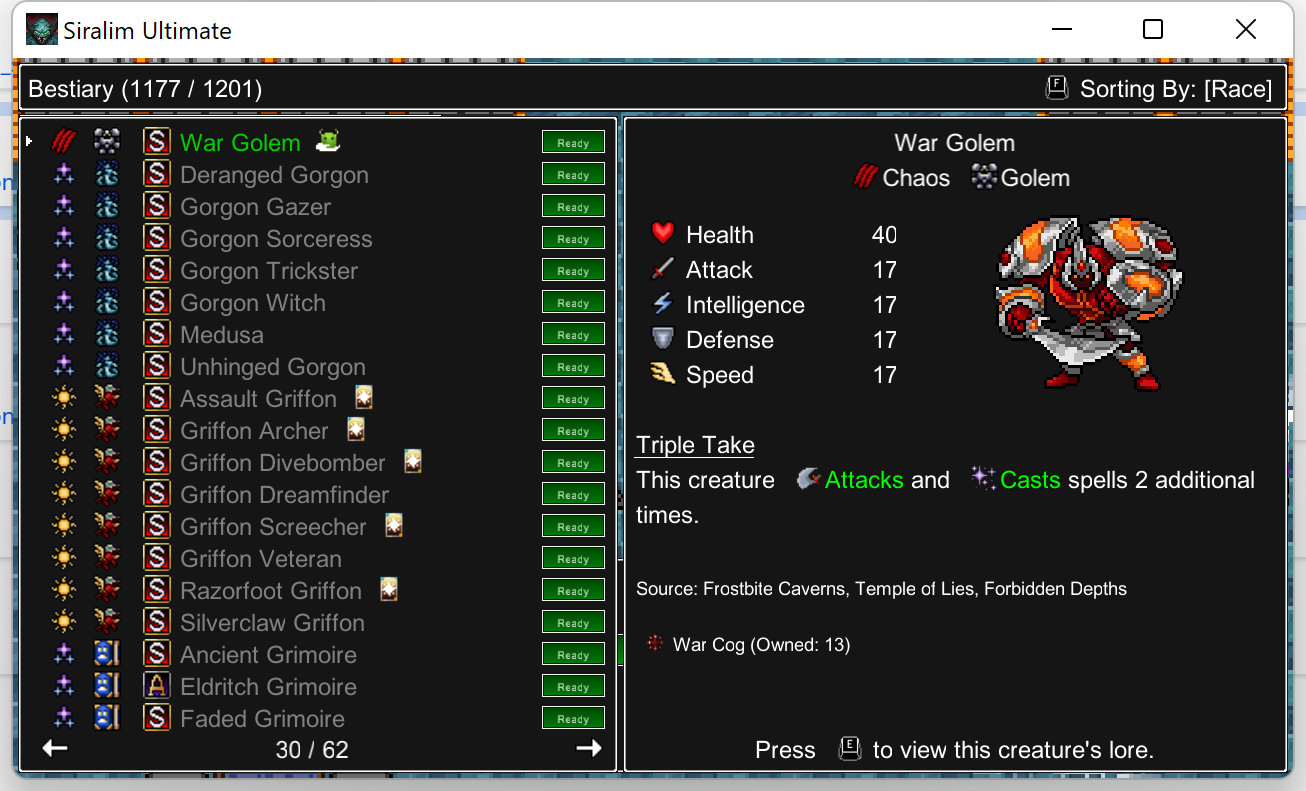 Siralim Ultimate
Bestiary (1177 / 1201)
F Sorting By: [Race]
S War Golem Ready
S Deranged Gorgon Ready
S Gorgon Gazer Ready
S Gorgon Sorceress Ready
S Gorgon Trickster Ready
S Gorgon Witch Ready
S Medusa Ready
S Unhinged Gorgon Ready
S Assault Griffon Ready
S Griffon Archer Ready
S Griffon Divebomber Ready
S Griffon Dreamfinder Ready
S Griffon Screecher Ready
S Griffon Veteran Ready
S Razorfoot Griffon Ready
S Silverclaw Griffon Ready
S Ancient Grimoire Ready
A Eldritch Grimoire Ready
S Faded Grimoire Ready
30 / 62
War Golem
Chaos Golem
Health 40
Attack 17
Intelligence 17
Defense 17
Speed 17
Triple Take
This creature Attacks and Casts spells 2 additional
times.
Source: Frostbite Caverns, Temple of Lies, Forbidden Depths
War Cog (Owned: 13)
Press E to view this creature's lore.